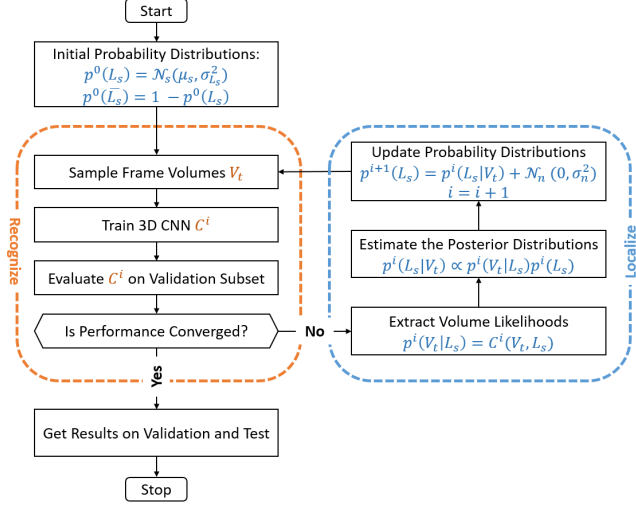 Start
Initial Probability Distributions:
p⁰(Lₛ) = 𝒩ₛ(μₛ, σ²_{Lₛ})
p⁰(L̅ₛ) = 1 − p⁰(Lₛ)
Recognize
Sample Frame Volumes Vₜ
Train 3D CNN Cⁱ
Evaluate Cⁱ on Validation Subset
Is Performance Converged?
No
Yes
Localize
Update Probability Distributions
pⁱ⁺¹(Lₛ) = pⁱ(Lₛ|Vₜ) + 𝒩ₙ (0, σₙ²)
i = i + 1
Estimate the Posterior Distributions
pⁱ(Lₛ|Vₜ) ∝ pⁱ(Vₜ|Lₛ)pⁱ(Lₛ)
Extract Volume Likelihoods
pⁱ(Vₜ|Lₛ) = Cⁱ(Vₜ, Lₛ)
Get Results on Validation and Test
Stop